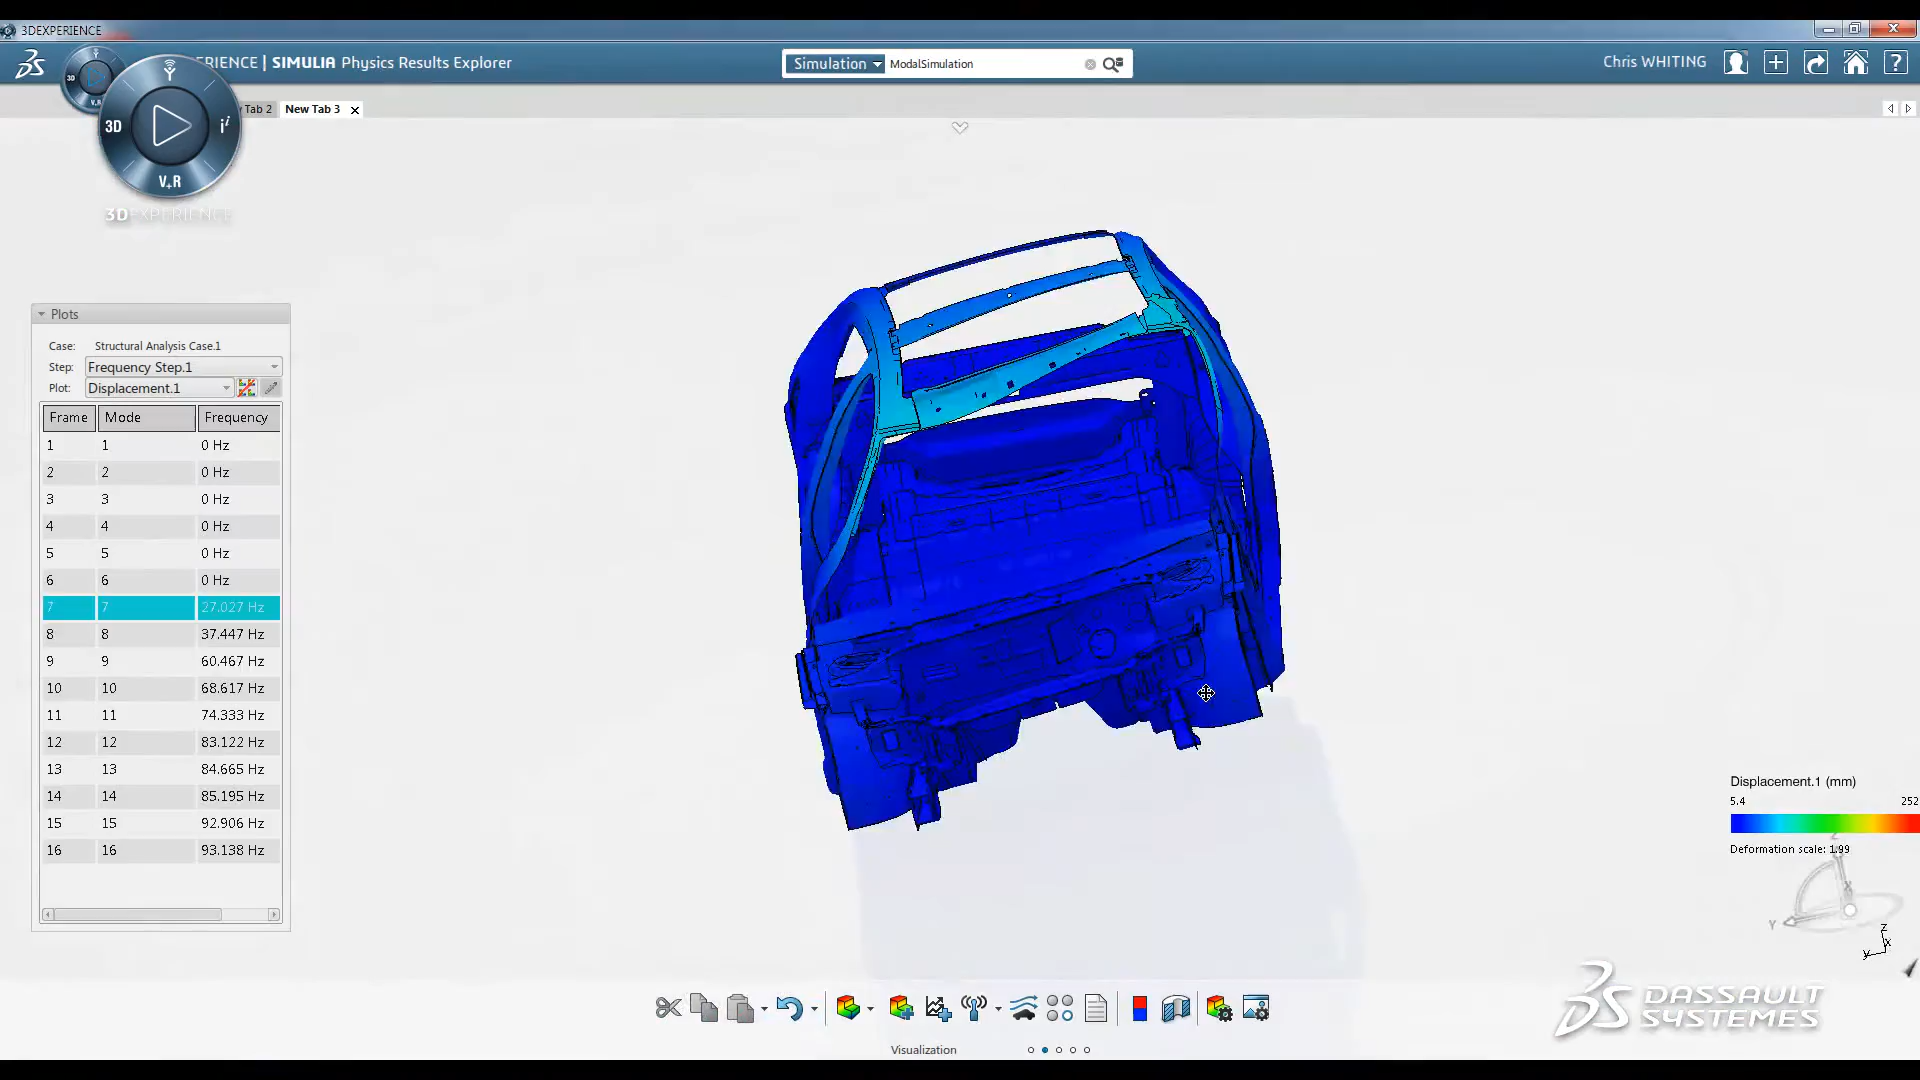 3DEXPERIENCE
ERIENCE | SIMULIA Physics Results Explorer
Simulation
ModalSimulation
Chris WHITING
Tab 2
New Tab 3
3D
V+R
3D
V+R
3DEXPERIENCE
Plots
Case: Structural Analysis Case.1
Step: Frequency Step.1
Plot: Displacement.1
Frame Mode Frequency
1 1 0 Hz
2 2 0 Hz
3 3 0 Hz
4 4 0 Hz
5 5 0 Hz
6 6 0 Hz
7 7 27.027 Hz
8 8 37.447 Hz
9 9 60.467 Hz
10 10 68.617 Hz
11 11 74.333 Hz
12 12 83.122 Hz
13 13 84.665 Hz
14 14 85.195 Hz
15 15 92.906 Hz
16 16 93.138 Hz
Displacement.1 (mm)
5.4 252
Deformation scale: 1.99
Z
X
Y
Z
X
Y
DASSAULT
SYSTEMES
Visualization